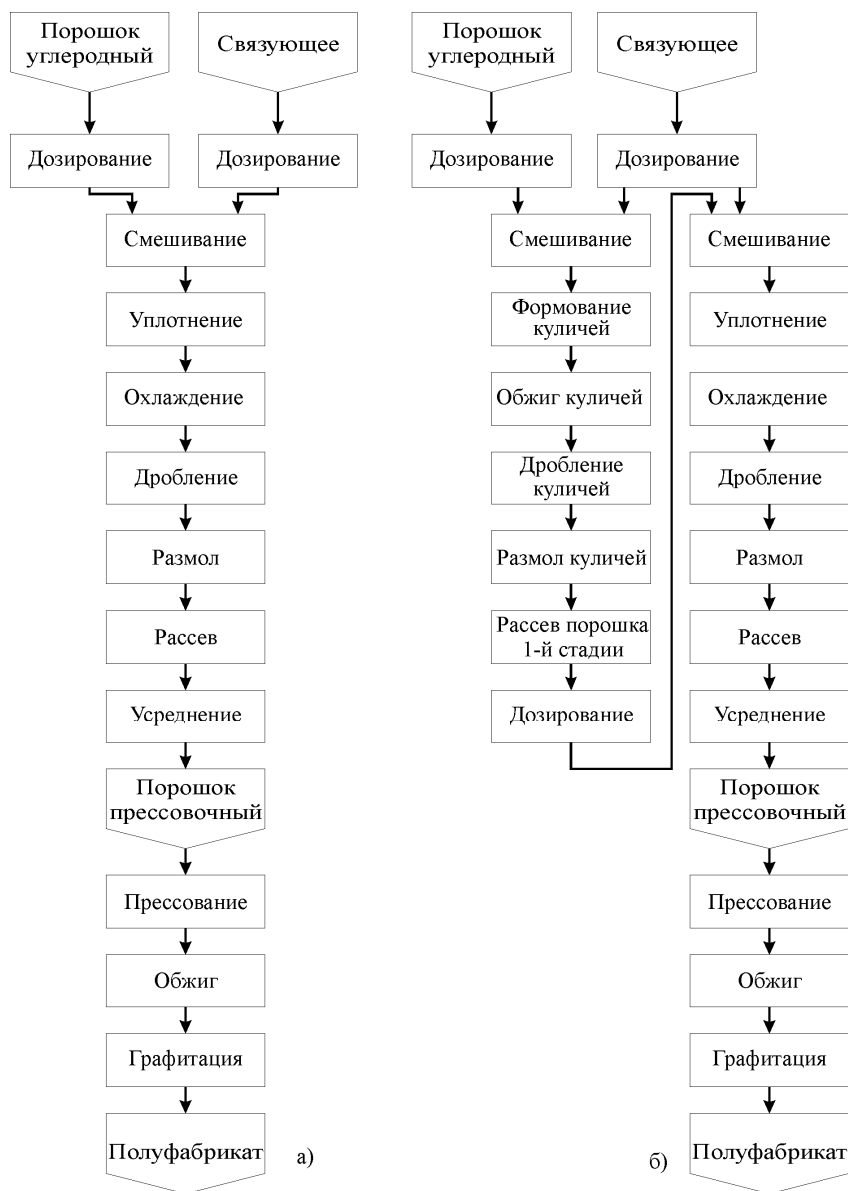 Порошок
углеродный
Связующее
Дозирование
Дозирование
Смешивание
Уплотнение
Охлаждение
Дробление
Размол
Рассев
Усреднение
Порошок
прессовочный
Прессование
Обжиг
Графитация
Полуфабрикат
а)
Порошок
углеродный
Связующее
Дозирование
Дозирование
Смешивание
Формование
куличей
Обжиг куличей
Дробление
куличей
Размол куличей
Рассев порошка
1-й стадии
Дозирование
Смешивание
Уплотнение
Охлаждение
Дробление
Размол
Рассев
Усреднение
Порошок
прессовочный
Прессование
Обжиг
Графитация
Полуфабрикат
б)